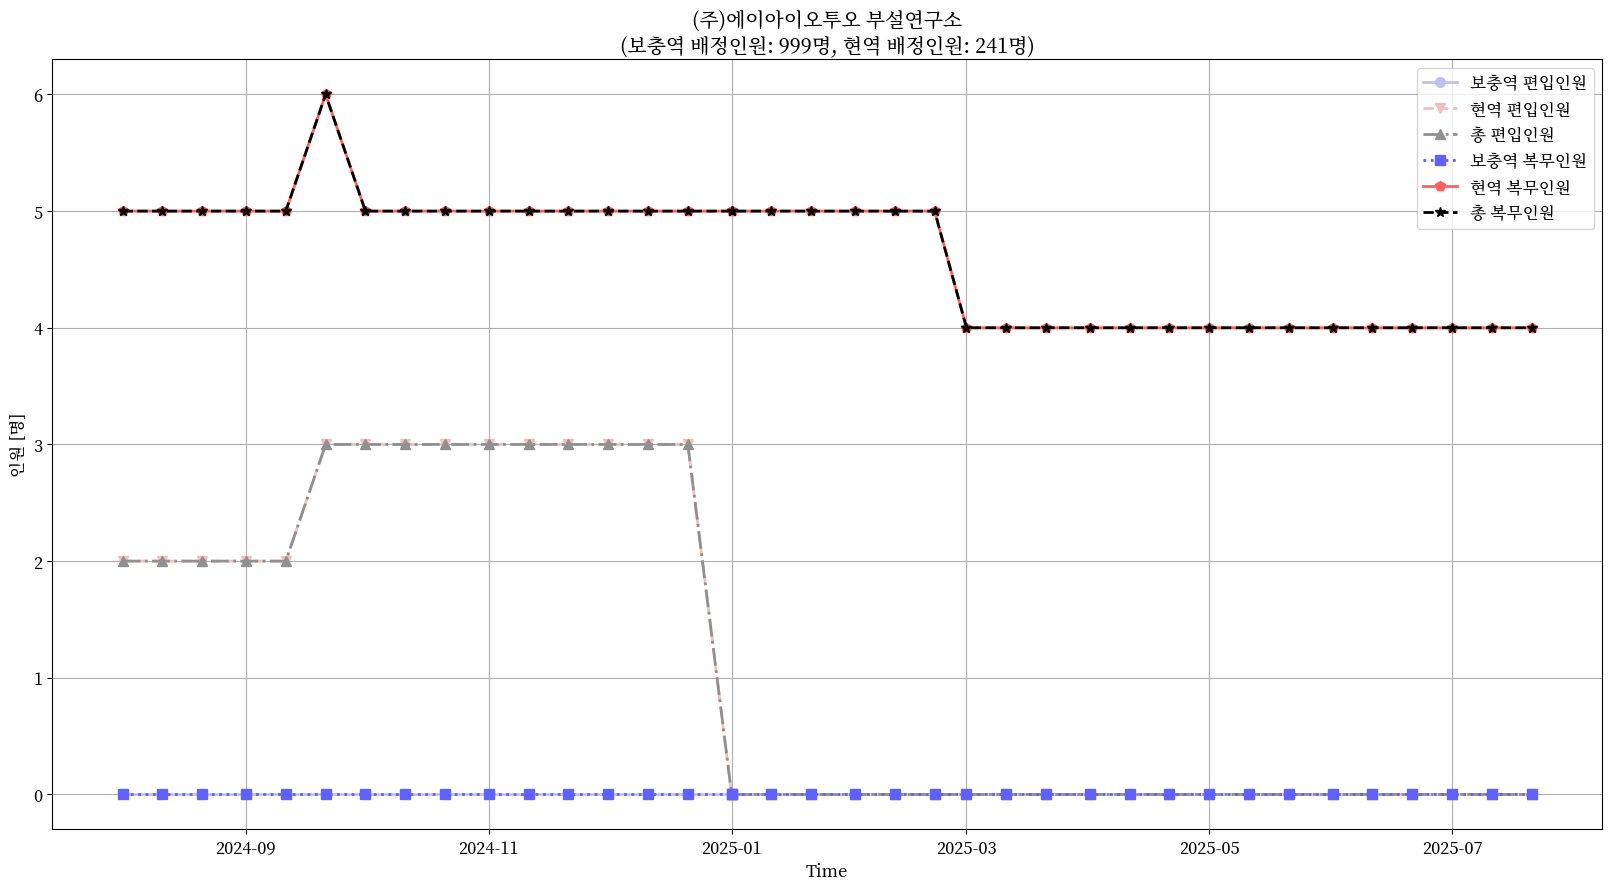 (주)에이아이오투오 부설연구소
(보충역 배정인원: 999명, 현역 배정인원: 241명)
보충역 편입인원
현역 편입인원
총 편입인원
보충역 복무인원
현역 복무인원
총 복무인원
인원 [명]
6
5
4
3
2
1
0
2024-09 2024-11 2025-01 2025-03 2025-05 2025-07
Time